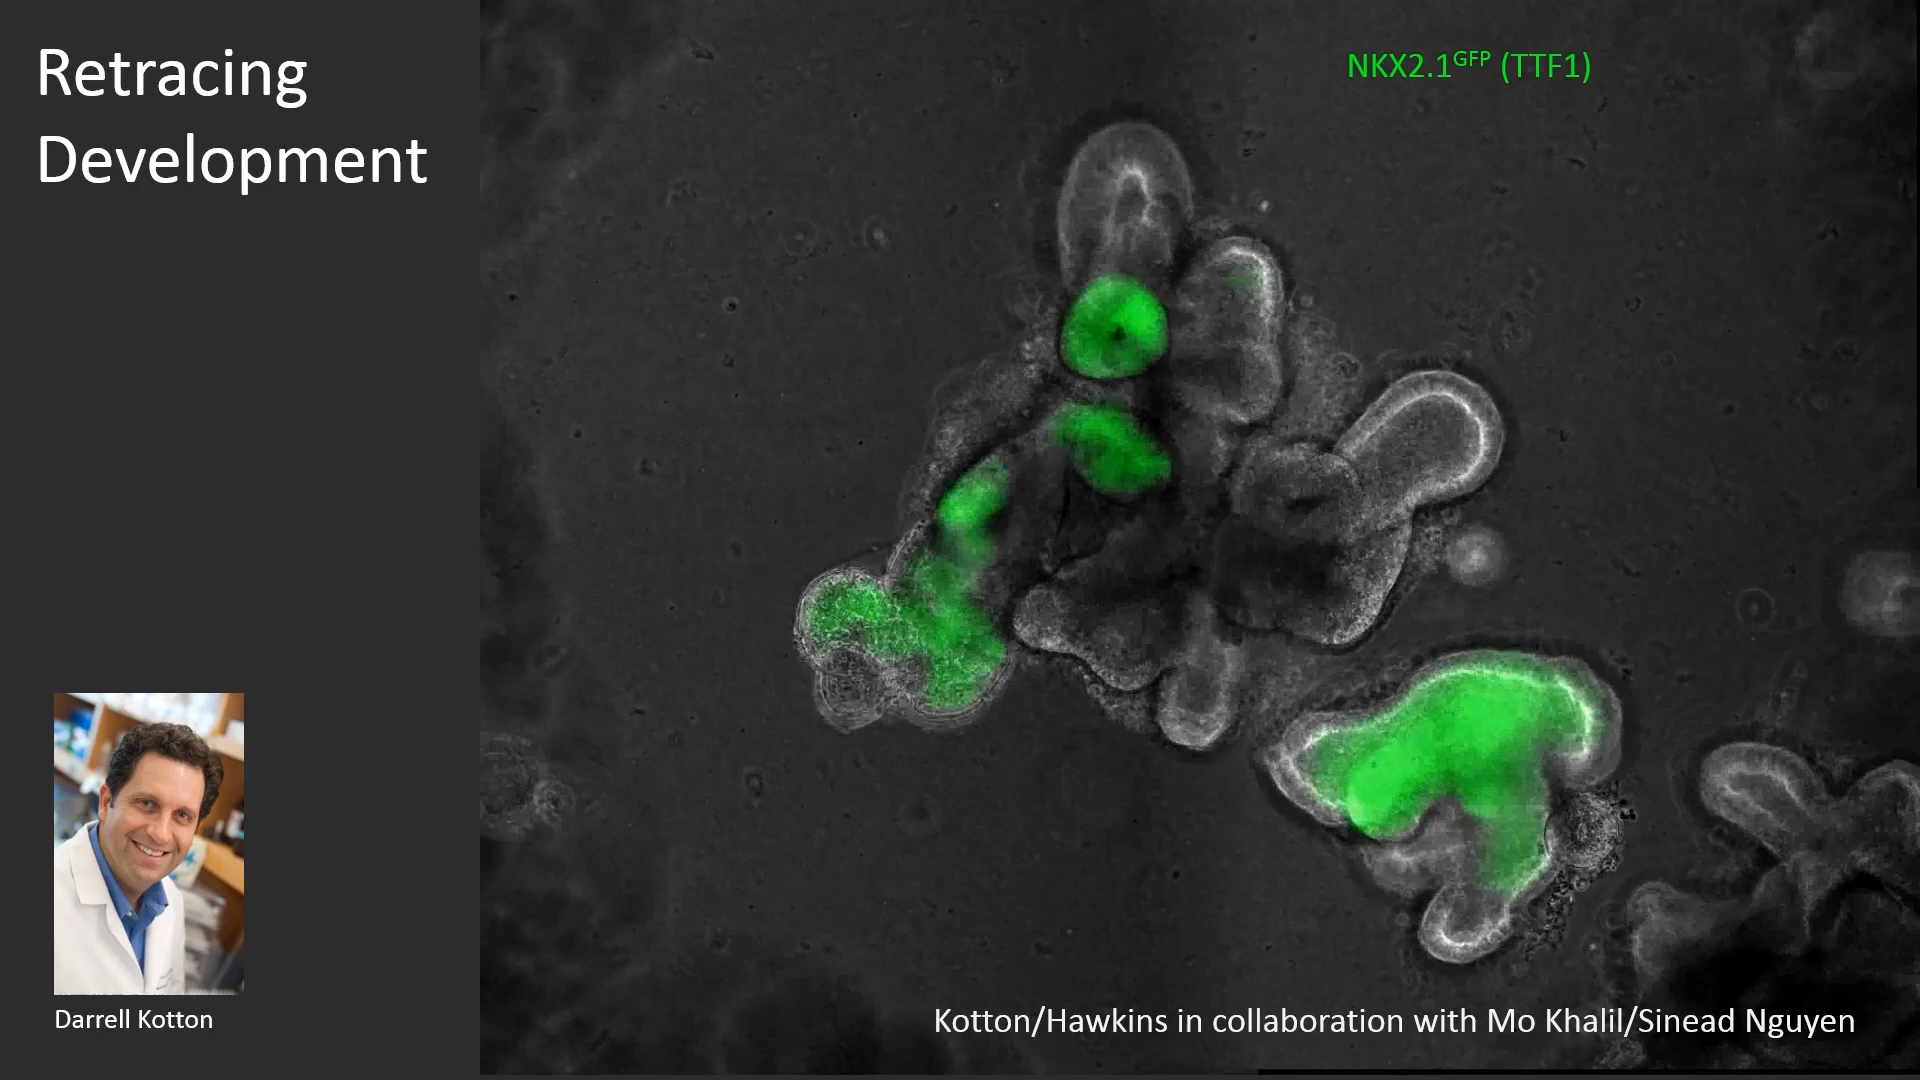 Retracing
Development
NKX2.1ᴳᶠᴾ (TTF1)
Darrell Kotton
Kotton/Hawkins in collaboration with Mo Khalil/Sinead Nguyen